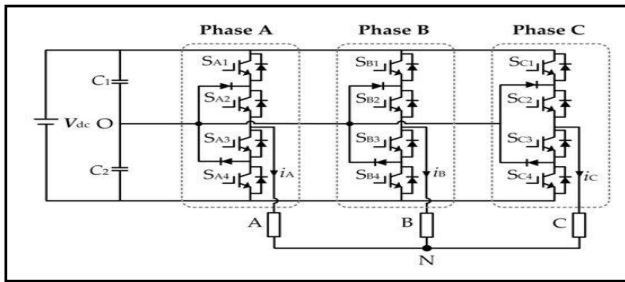 Phase A
Phase B
Phase C
SA1
SB1
SC1
C1
SA2
SB2
SC2
Vdc
O
SA3
SB3
SC3
C2
SA4
iA
SB4
iB
SC4
iC
A
B
C
N